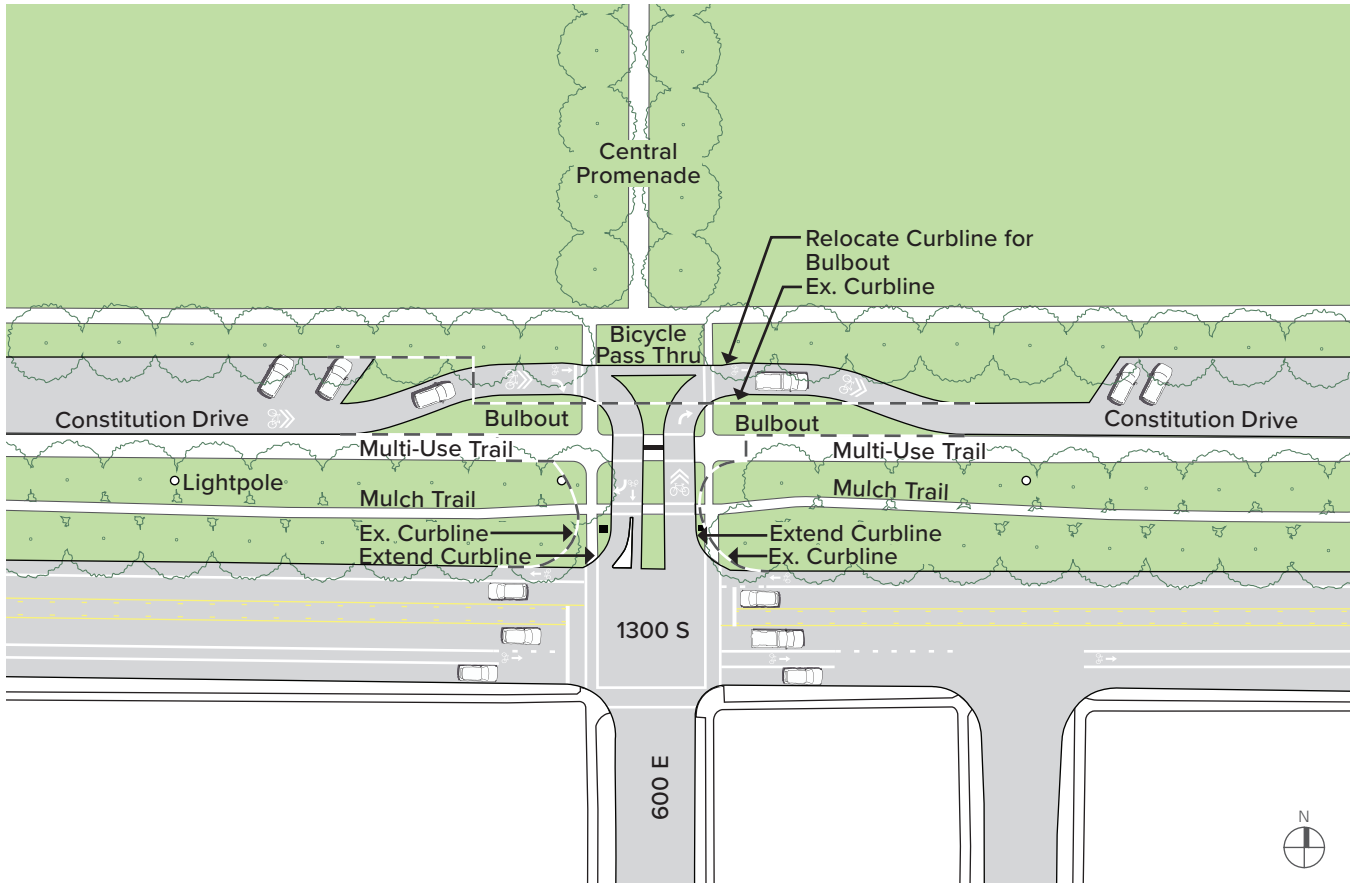 Central
Promenade
Relocate Curbline for
Bulbout
Ex. Curbline
Bicycle
Pass Thru
Constitution Drive
Bulbout
Bulbout
Constitution Drive
Multi-Use Trail
Multi-Use Trail
Lightpole
Mulch Trail
Mulch Trail
Ex. Curbline
Extend Curbline
Extend Curbline
Ex. Curbline
1300 S
600 E
N